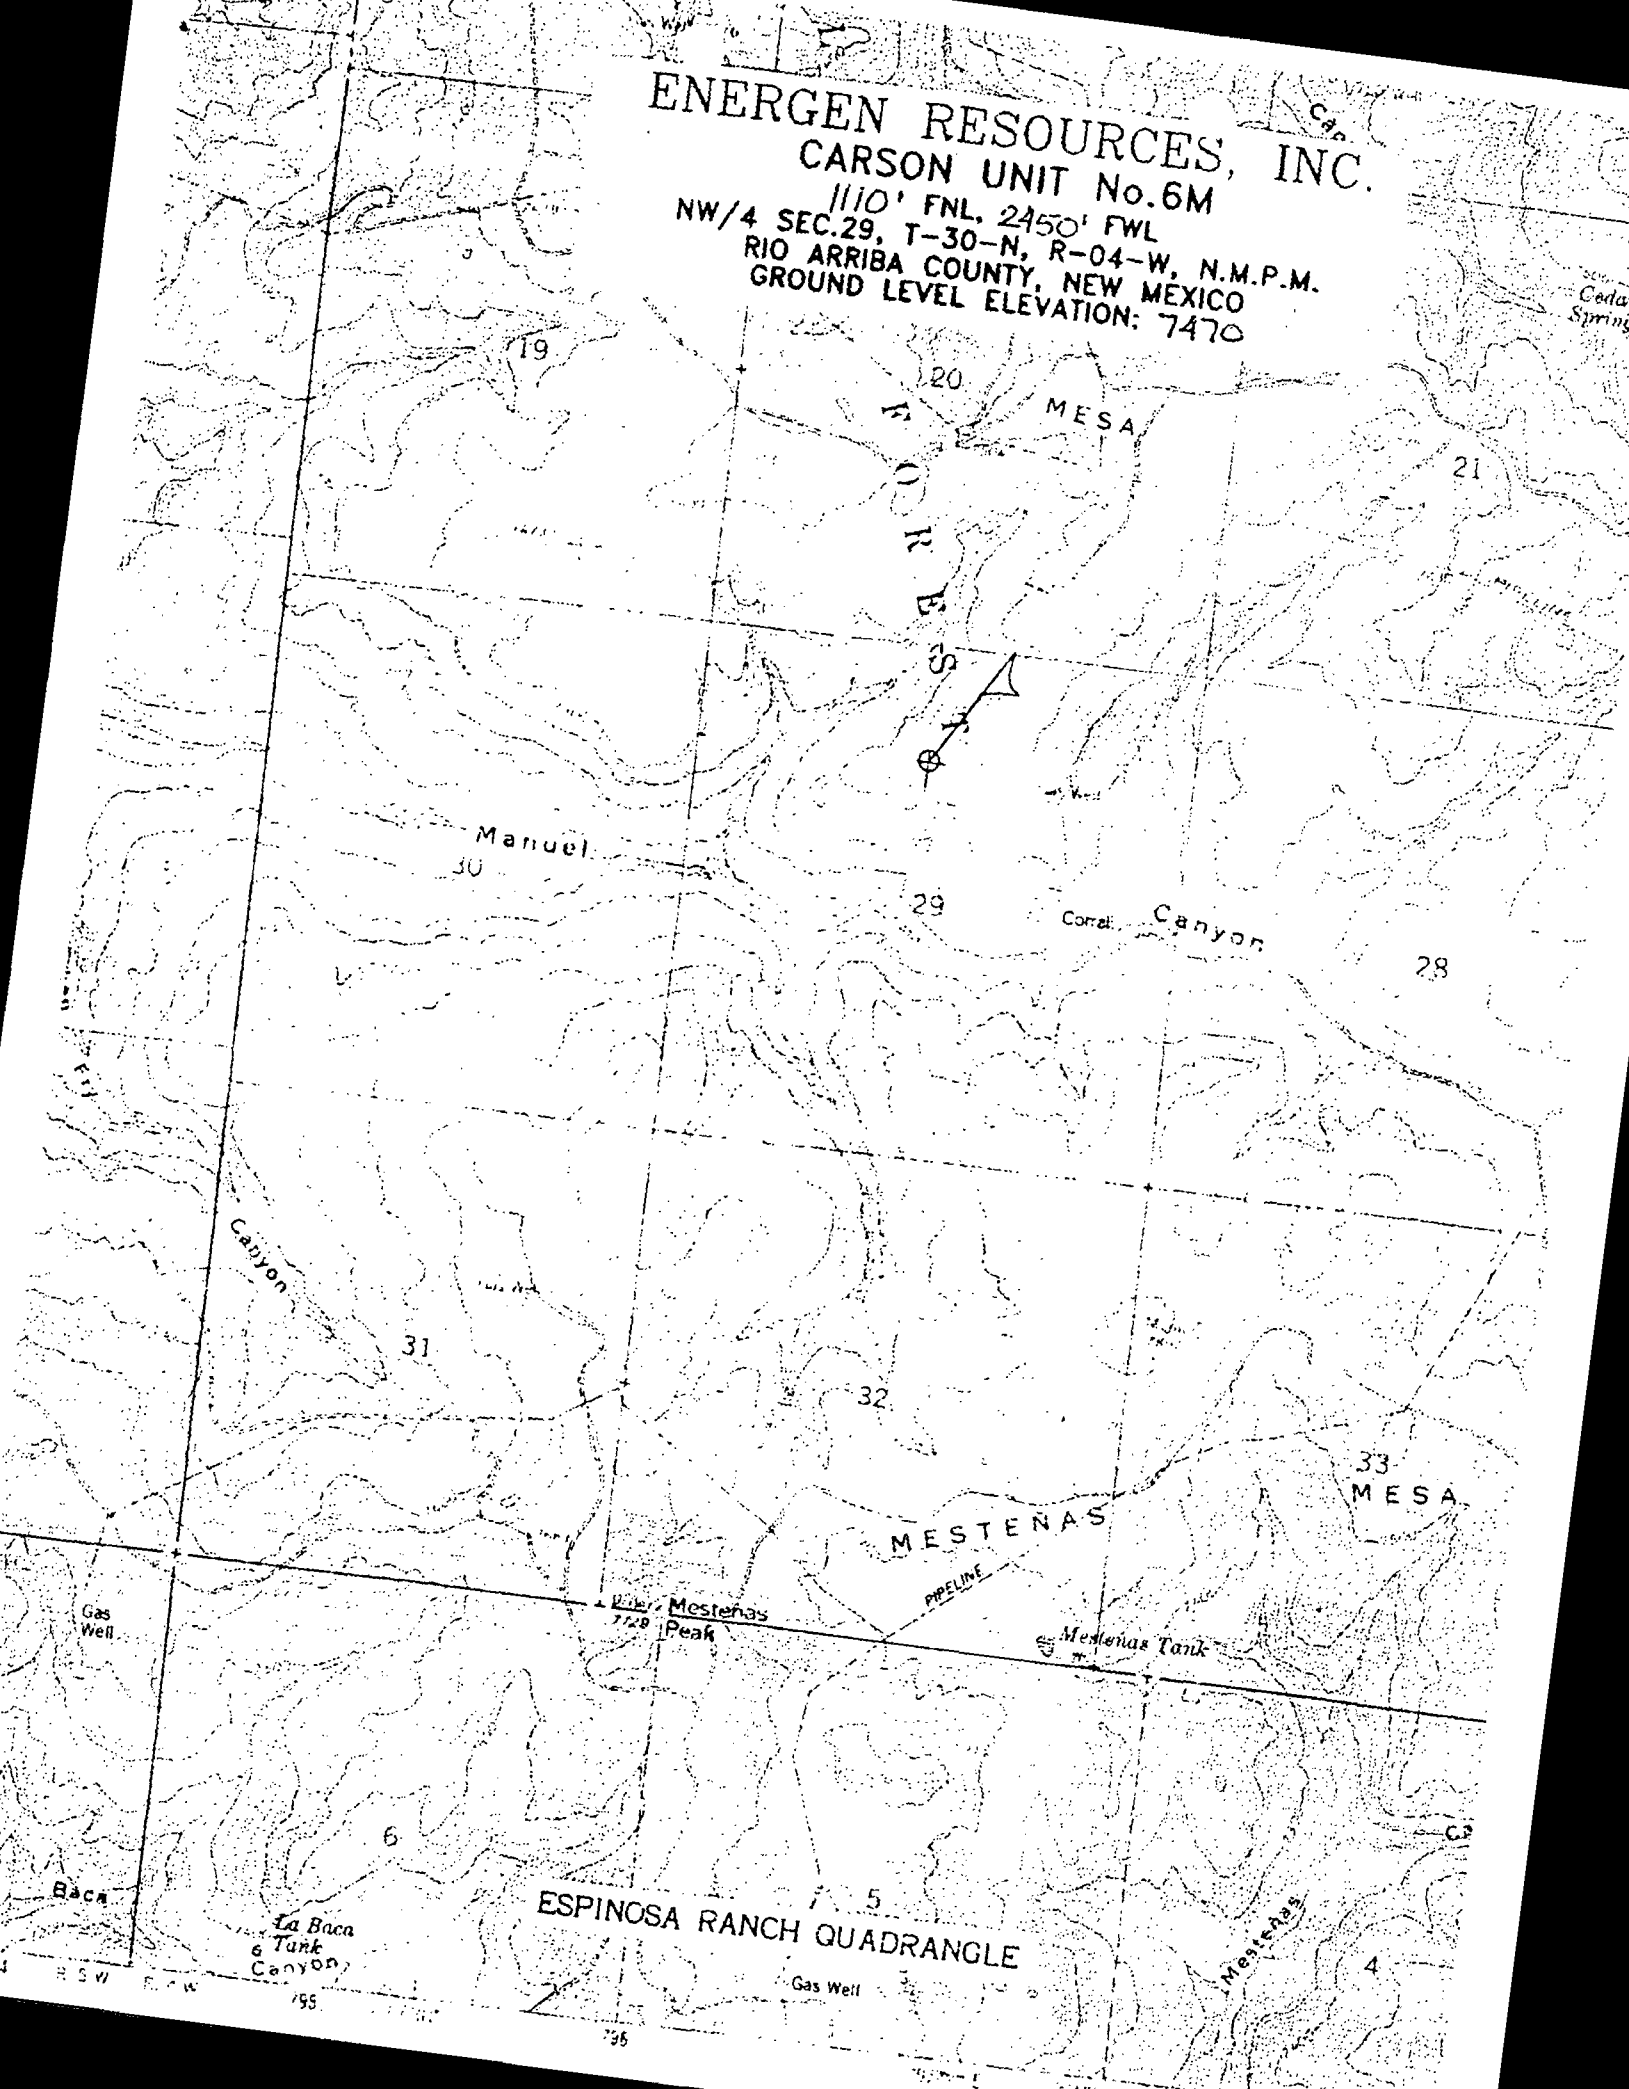 ENERGEN RESOURCES, INC.
CARSON UNIT No.6M
1110' FNL, 2450' FWL
NW/4 SEC.29, T-30-N, R-04-W, N.M.P.M.
RIO ARRIBA COUNTY, NEW MEXICO
GROUND LEVEL ELEVATION: 7470
19
20
MESA
21
FOREST
Manuel
30
29
Corral
Canyon
28
Canyon
31
32
33
MESA
MESTEÑAS
PIPELINE
Gas
Well
Mesteñas
Peak
Mesteñas Tank
6
5
Baca
La Baca
Tank
Canyon
ESPINOSA RANCH QUADRANGLE
Gas Well
Mesteñas
4